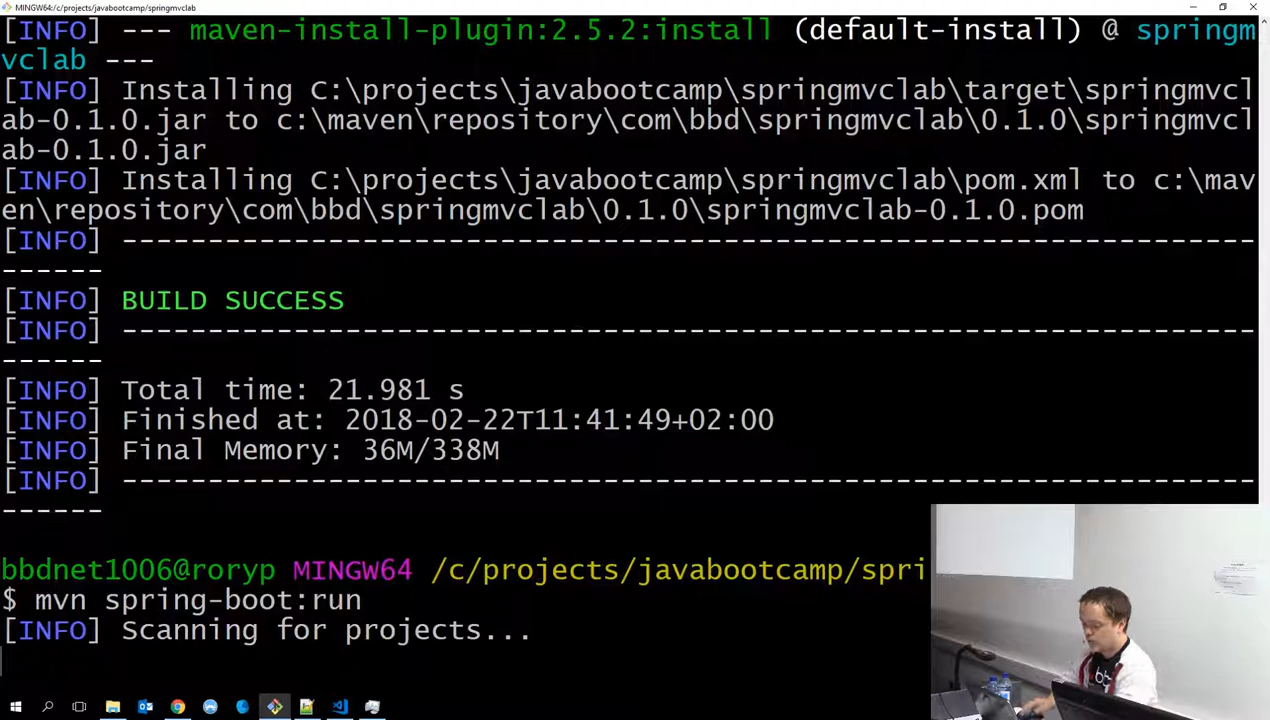 MINGW64:/c/projects/javabootcamp/springmvclab
[INFO] --- maven-install-plugin:2.5.2:install (default-install) @ springm
vclab ---
[INFO] Installing C:\projects\javabootcamp\springmvclab\target\springmvcl
ab-0.1.0.jar to c:\maven\repository\com\bbd\springmvclab\0.1.0\springmvcl
ab-0.1.0.jar
[INFO] Installing C:\projects\javabootcamp\springmvclab\pom.xml to c:\mav
en\repository\com\bbd\springmvclab\0.1.0\springmvclab-0.1.0.pom
[INFO] ------------------------------------------------------------------
------
[INFO] BUILD SUCCESS
[INFO] ------------------------------------------------------------------
------
[INFO] Total time: 21.981 s
[INFO] Finished at: 2018-02-22T11:41:49+02:00
[INFO] Final Memory: 36M/338M
[INFO] ------------------------------------------------------------------
------
bbdnet1006@roryp MINGW64 /c/projects/javabootcamp/spri
$ mvn spring-boot:run
[INFO] Scanning for projects...